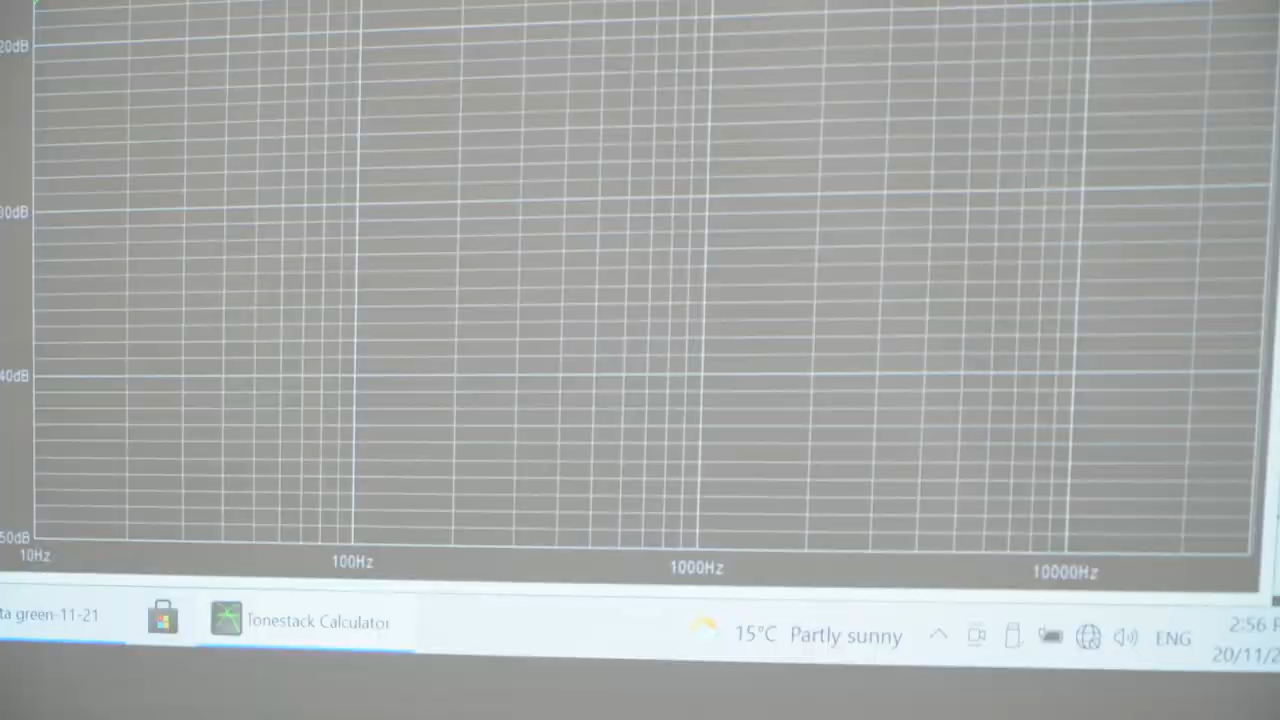 20dB
40dB
50dB
10Hz 100Hz 1000Hz 10000Hz
ta green-11-21 Tonestack Calculator 15°C Partly sunny ENG 2:56
20/11/2